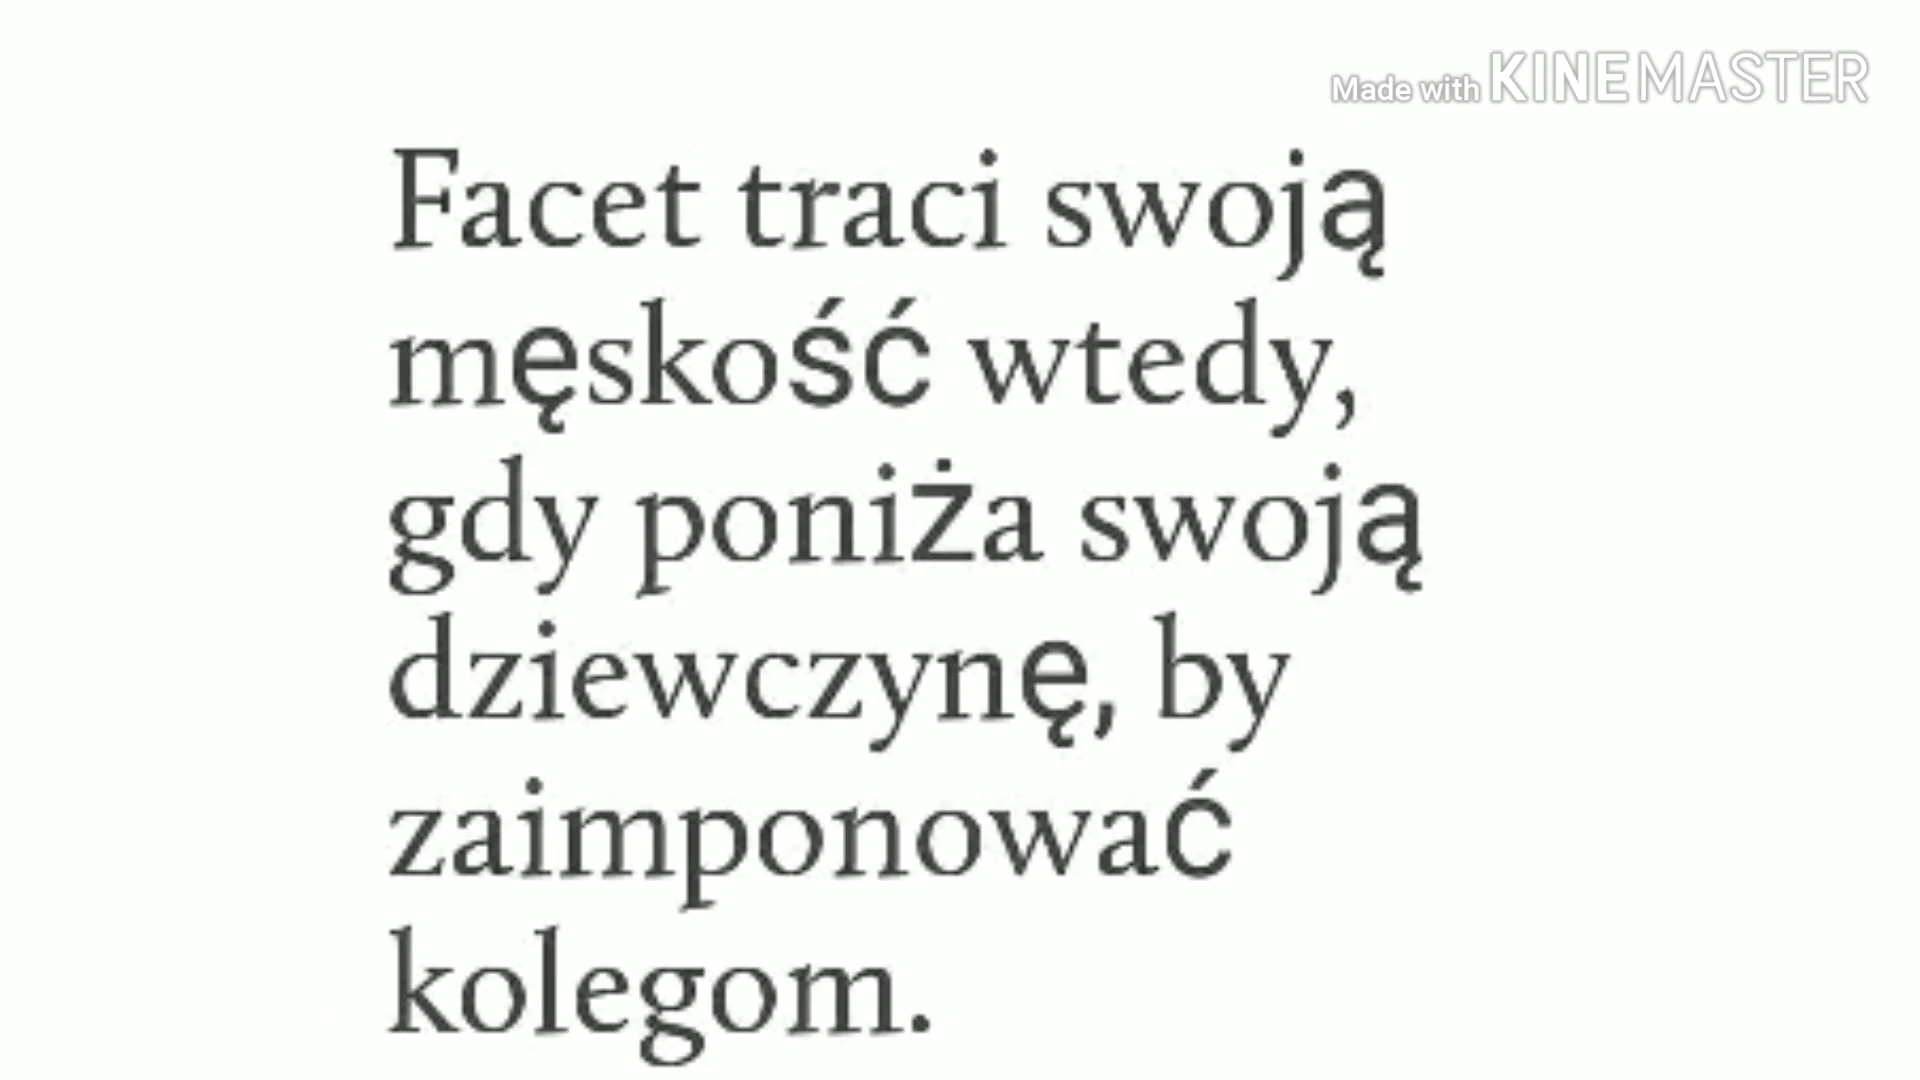 Made with KINEMASTER
Facet traci swoją
męskość wtedy,
gdy poniża swoją
dziewczynę, by
zaimponować
kolegom.